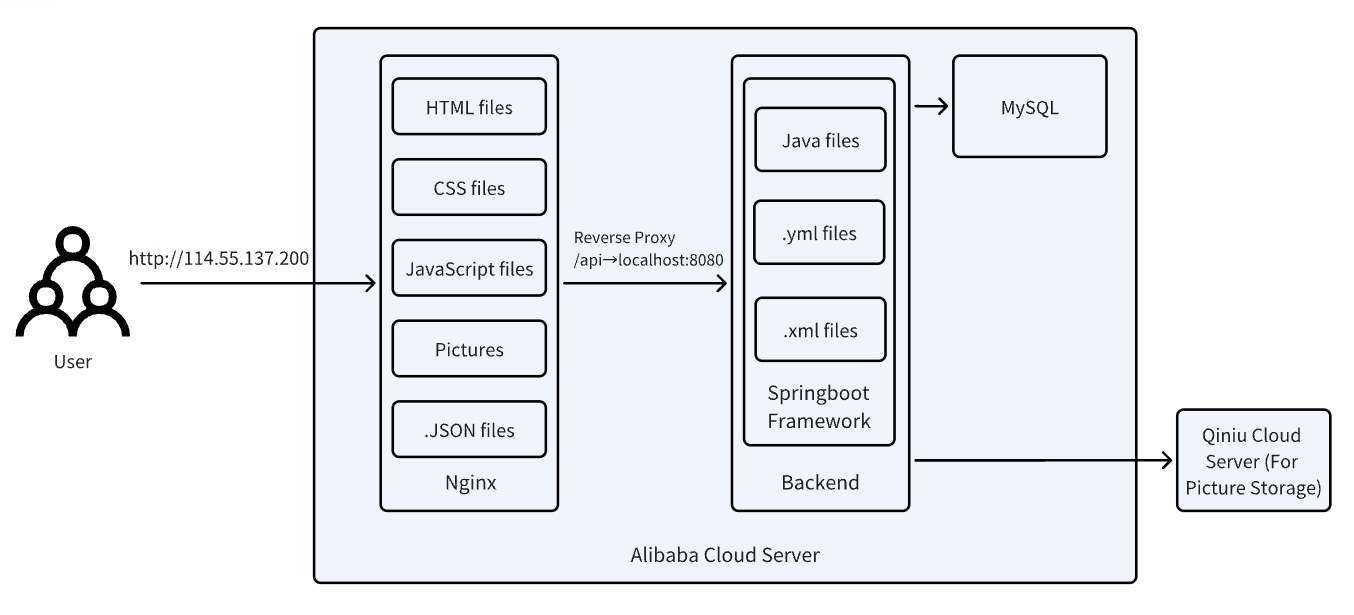 http://114.55.137.200
User
HTML files
CSS files
JavaScript files
Pictures
.JSON files
Nginx
Reverse Proxy
/api→localhost:8080
Java files
.yml files
.xml files
Springboot
Framework
Backend
MySQL
Qiniu Cloud
Server (For
Picture Storage)
Alibaba Cloud Server